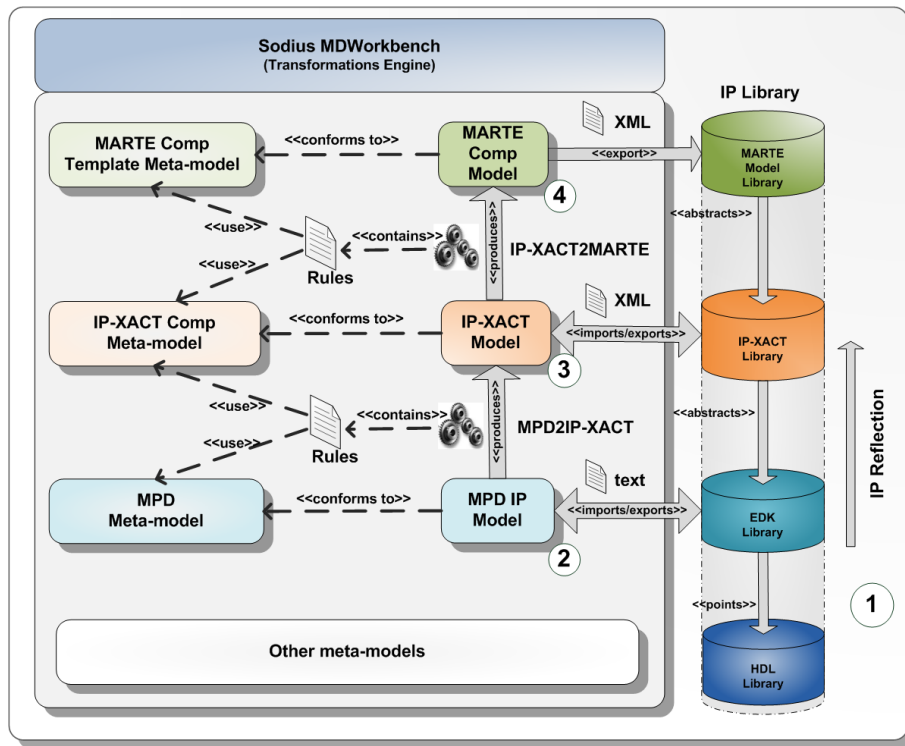 Sodius MDWorkbench
(Transformations Engine)
IP Library
XML
MARTE Comp
Template Meta-model
<<conforms to>>
MARTE
Comp
Model
<<export>>
MARTE
Model
Library
4
<<use>>
<<contains>>
<<produces>>
<<abstracts>>
IP-XACT2MARTE
Rules
<<use>>
XML
IP-XACT Comp
Meta-model
<<conforms to>>
IP-XACT
Model
<<imports/exports>>
IP-XACT
Library
3
<<use>>
<<contains>>
<<produces>>
<<abstracts>>
MPD2IP-XACT
IP Reflection
Rules
<<use>>
text
MPD
Meta-model
<<conforms to>>
MPD IP
Model
<<imports/exports>>
EDK
Library
2
<<points>>
1
Other meta-models
HDL
Library